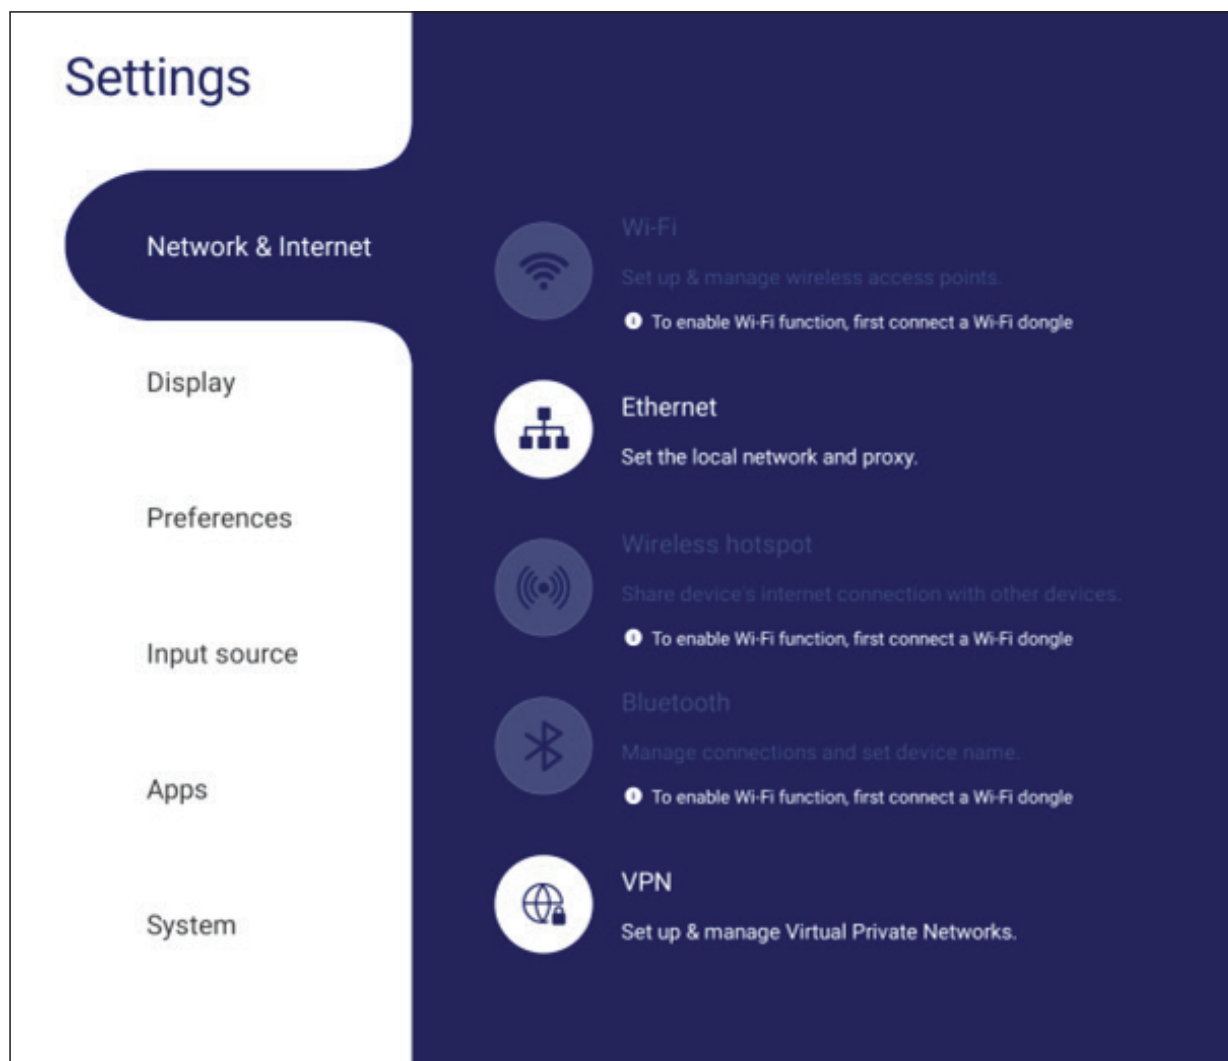 Settings
Network & Internet
Display
Preferences
Input source
Apps
System
Wi-Fi
Set up & manage wireless access points.
To enable Wi-Fi function, first connect a Wi-Fi dongle
Ethernet
Set the local network and proxy.
Wireless hotspot
Share device's internet connection with other devices.
To enable Wi-Fi function, first connect a Wi-Fi dongle
Bluetooth
Manage connections and set device name.
To enable Wi-Fi function, first connect a Wi-Fi dongle
VPN
Set up & manage Virtual Private Networks.